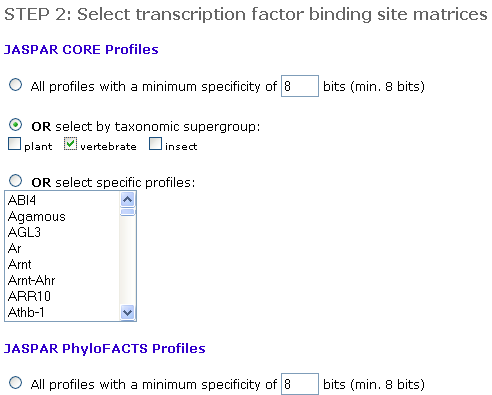 STEP 2: Select transcription factor binding site matrices
JASPAR CORE Profiles
All profiles with a minimum specificity of 8 bits (min. 8 bits)
OR select by taxonomic supergroup:
plant vertebrate insect
OR select specific profiles:
ABI4
Agamous
AGL3
Ar
Arnt
Arnt-Ahr
ARR10
Athb-1
JASPAR PhyloFACTS Profiles
All profiles with a minimum specificity of 8 bits (min. 8 bits)